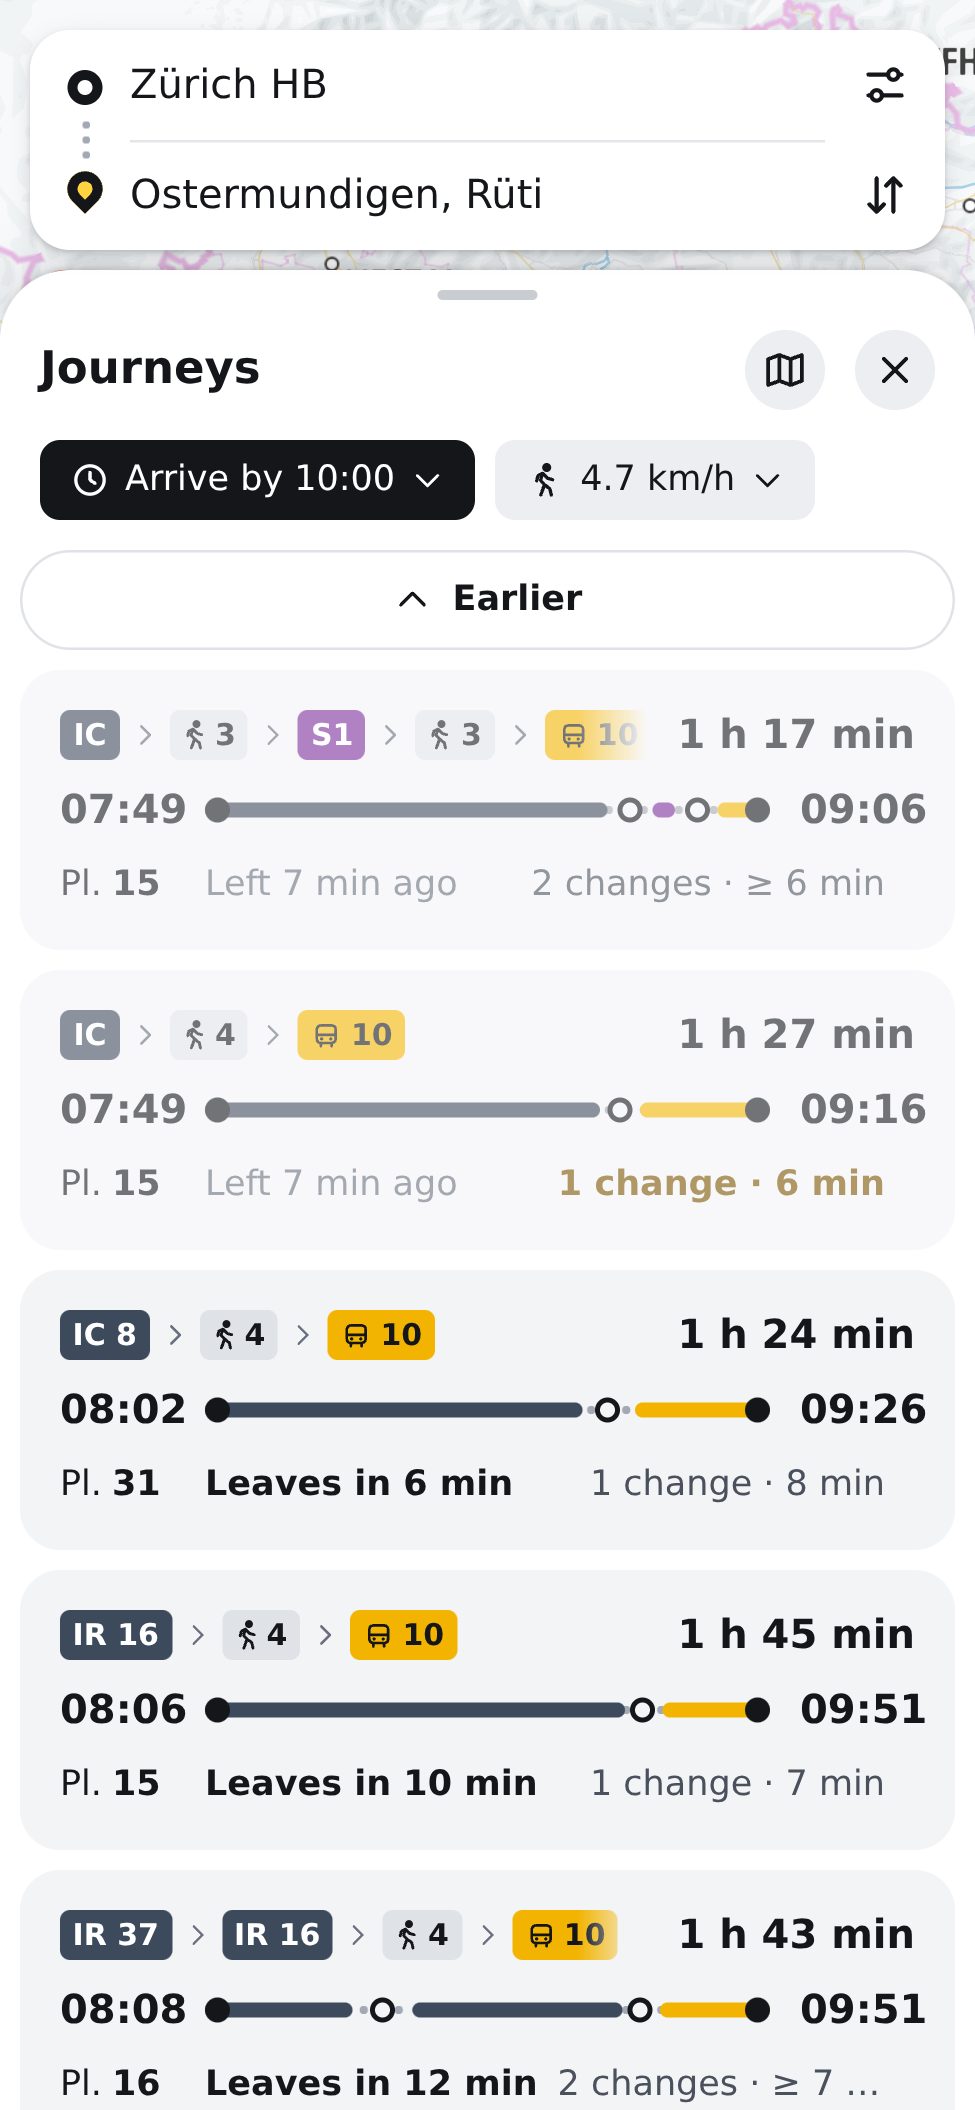 Zürich HB
Ostermundigen, Rüti
Journeys
Arrive by 10:00
4.7 km/h
Earlier
IC 3 S1 3 10 1 h 17 min
07:49 09:06
Pl. 15 Left 7 min ago 2 changes · ≥ 6 min
IC 4 10 1 h 27 min
07:49 09:16
Pl. 15 Left 7 min ago 1 change · 6 min
IC 8 4 10 1 h 24 min
08:02 09:26
Pl. 31 Leaves in 6 min 1 change · 8 min
IR 16 4 10 1 h 45 min
08:06 09:51
Pl. 15 Leaves in 10 min 1 change · 7 min
IR 37 IR 16 4 10 1 h 43 min
08:08 09:51
Pl. 16 Leaves in 12 min 2 changes · ≥ 7 ...